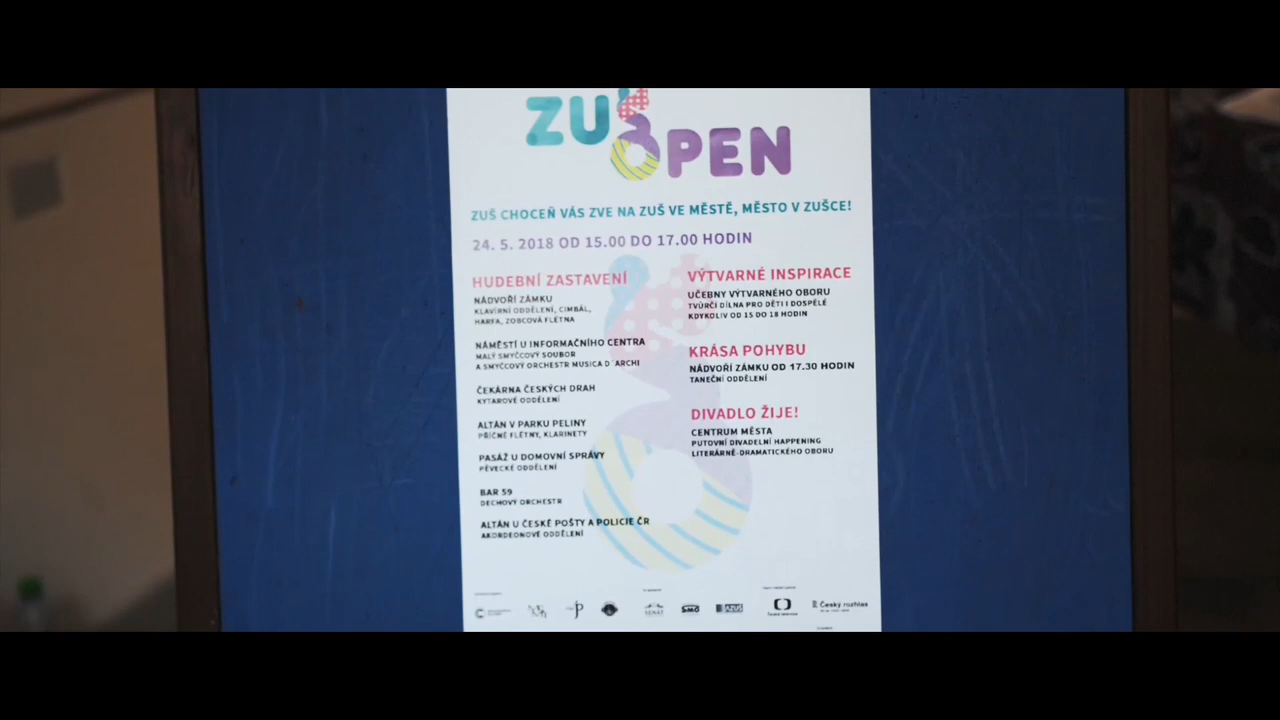 ZUŠ OPEN
ZUŠ CHOCEŇ VÁS ZVE NA ZUŠ VE MĚSTĚ, MĚSTO V ZUŠCE!
24. 5. 2018 OD 15.00 DO 17.00 HODIN
HUDEBNÍ ZASTAVENÍ
NÁDVOŘÍ ZÁMKU
KLAVÍRNÍ ODDĚLENÍ, CIMBÁL,
HARFA, ZOBCOVÁ FLÉTNA
NÁMĚSTÍ U INFORMAČNÍHO CENTRA
MALÝ SMYČCOVÝ SOUBOR
A SMYČCOVÝ ORCHESTR MUSICA D´ARCHI
ČEKÁRNA ČESKÝCH DRAH
KYTAROVÉ ODDĚLENÍ
ALTÁN V PARKU PELINY
PŘÍČNÉ FLÉTNY, KLARINETY
PASÁŽ U DOMOVNÍ SPRÁVY
PĚVECKÉ ODDĚLENÍ
BAR 59
DECHOVÝ ORCHESTR
ALTÁN U ČESKÉ POŠTY A POLICIE ČR
AKORDEONOVÉ ODDĚLENÍ
VÝTVARNÉ INSPIRACE
UČEBNY VÝTVARNÉHO OBORU
TVŮRČÍ DÍLNA PRO DĚTI I DOSPĚLÉ
KDYKOLIV OD 15 DO 18 HODIN
KRÁSA POHYBU
NÁDVOŘÍ ZÁMKU OD 17.30 HODIN
TANEČNÍ ODDĚLENÍ
DIVADLO ŽIJE!
CENTRUM MĚSTA
PUTOVNÍ DIVADELNÍ HAPPENING
LITERÁRNĚ-DRAMATICKÉHO OBORU
SENÁT
SMO
AZUŠ
Česká televize
Český rozhlas